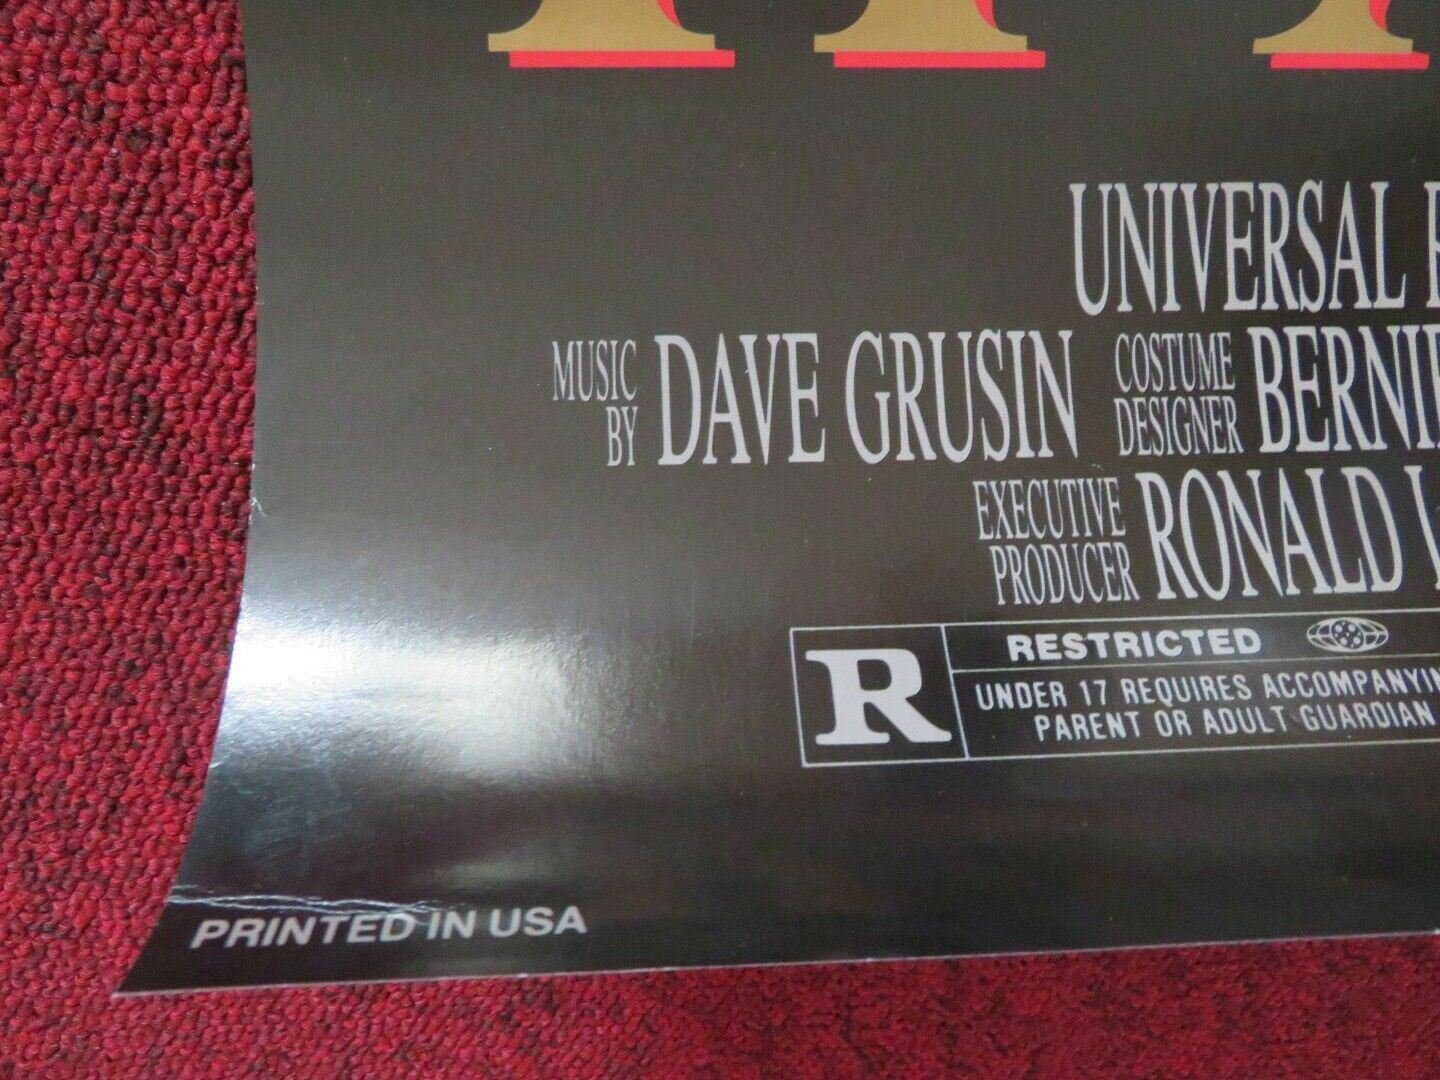 UNIVERSAL
MUSIC BY DAVE GRUSIN COSTUME DESIGNER
EXECUTIVE PRODUCER RONALD
R RESTRICTED
UNDER 17 REQUIRES ACCOMPANYIN
PARENT OR ADULT GUARDIAN
PRINTED IN USA